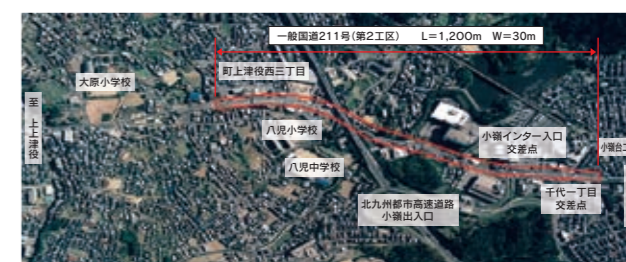 一般国道211号(第2工区) L=1,200m W=30m
町上津役西三丁目
大原小学校
至 上上津役
八児小学校
八児中学校
小嶺インター入口
交差点
小嶺台二
北九州都市高速道路
小嶺出入口
千代一丁目
交差点